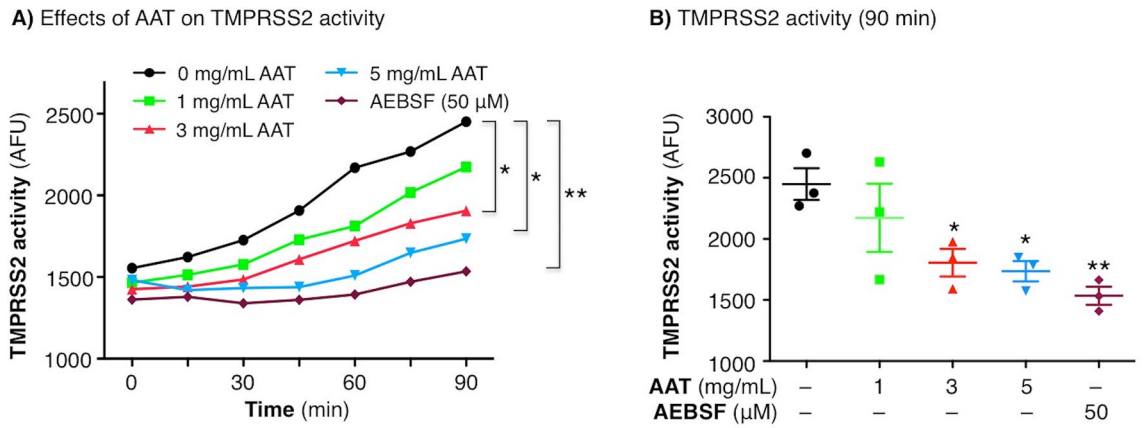 A) Effects of AAT on TMPRSS2 activity
0 mg/mL AAT
1 mg/mL AAT
3 mg/mL AAT
5 mg/mL AAT
AEBSF (50 µM)
TMPRSS2 activity (AFU)
2500
2000
1500
1000
* * **
0 30 60 90
Time (min)
B) TMPRSS2 activity (90 min)
TMPRSS2 activity (AFU)
3000
2500
2000
1500
1000
* * **
AAT (mg/mL) – 1 3 5 –
AEBSF (µM) – – – – 50